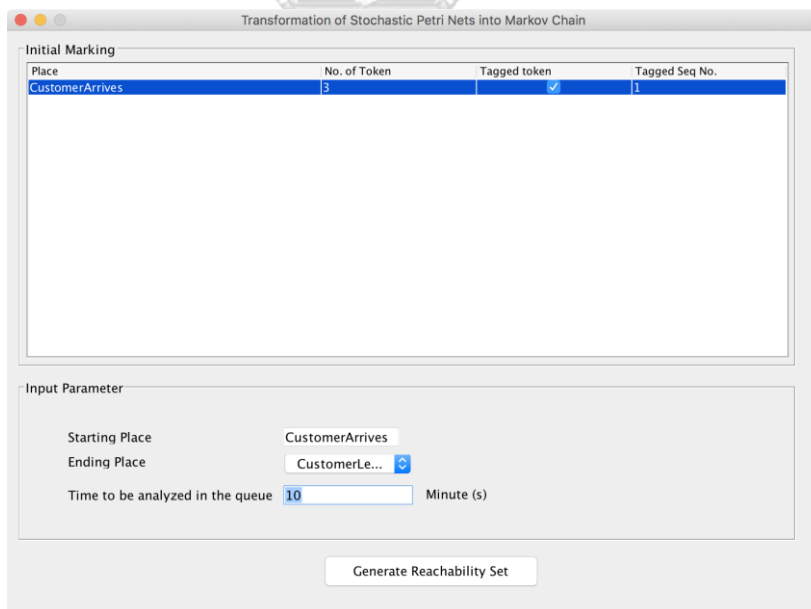 Transformation of Stochastic Petri Nets into Markov Chain
Initial Marking
Place No. of Token Tagged token Tagged Seq No.
CustomerArrives 3 1
Input Parameter
Starting Place CustomerArrives
Ending Place CustomerLe...
Time to be analyzed in the queue 10 Minute (s)
Generate Reachability Set